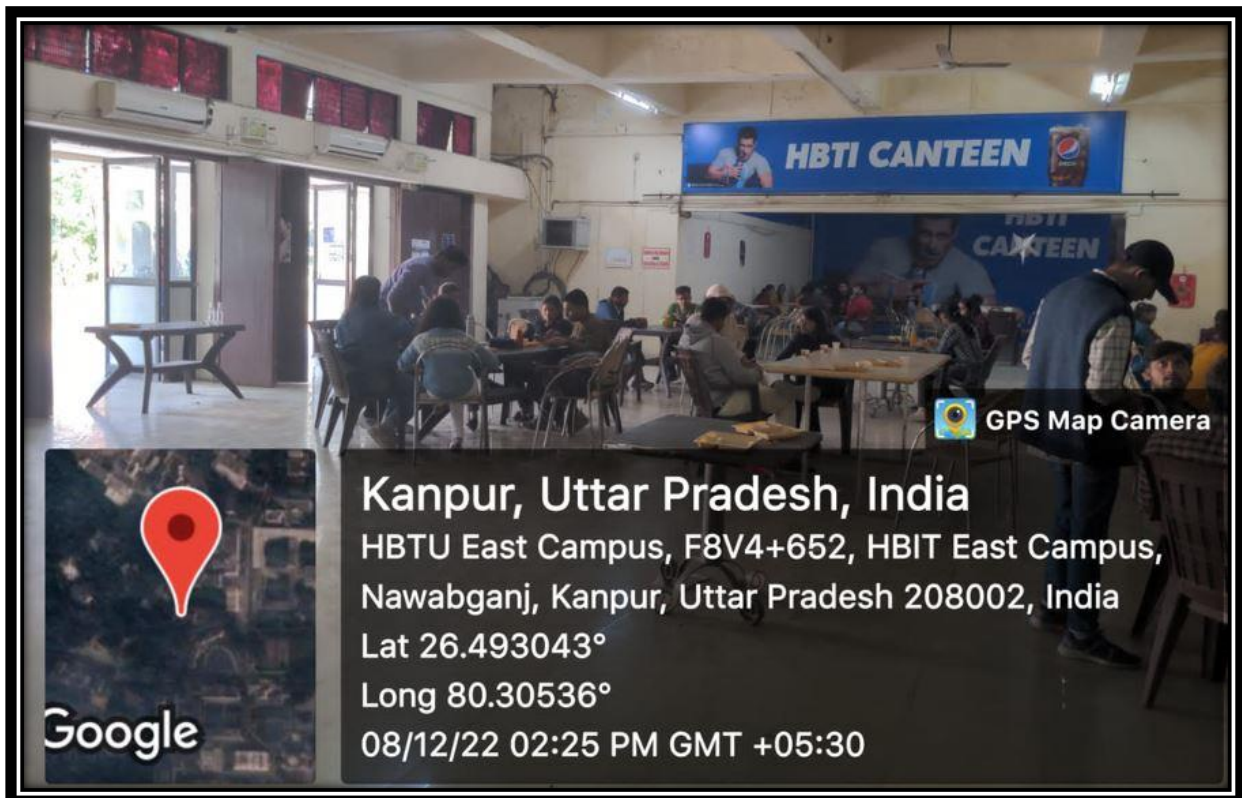 HBTI CANTEEN
HBTI
CANTEEN
GPS Map Camera
Kanpur, Uttar Pradesh, India
HBTU East Campus, F8V4+652, HBIT East Campus,
Nawabganj, Kanpur, Uttar Pradesh 208002, India
Lat 26.493043°
Long 80.30536°
08/12/22 02:25 PM GMT +05:30
Google